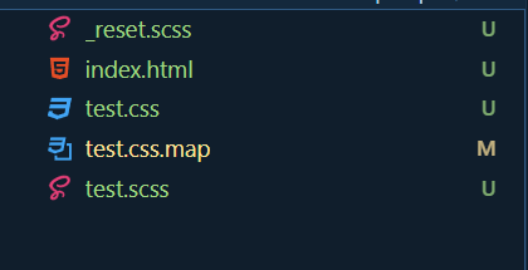 _reset.scss U
index.html U
test.css U
test.css.map M
test.scss U